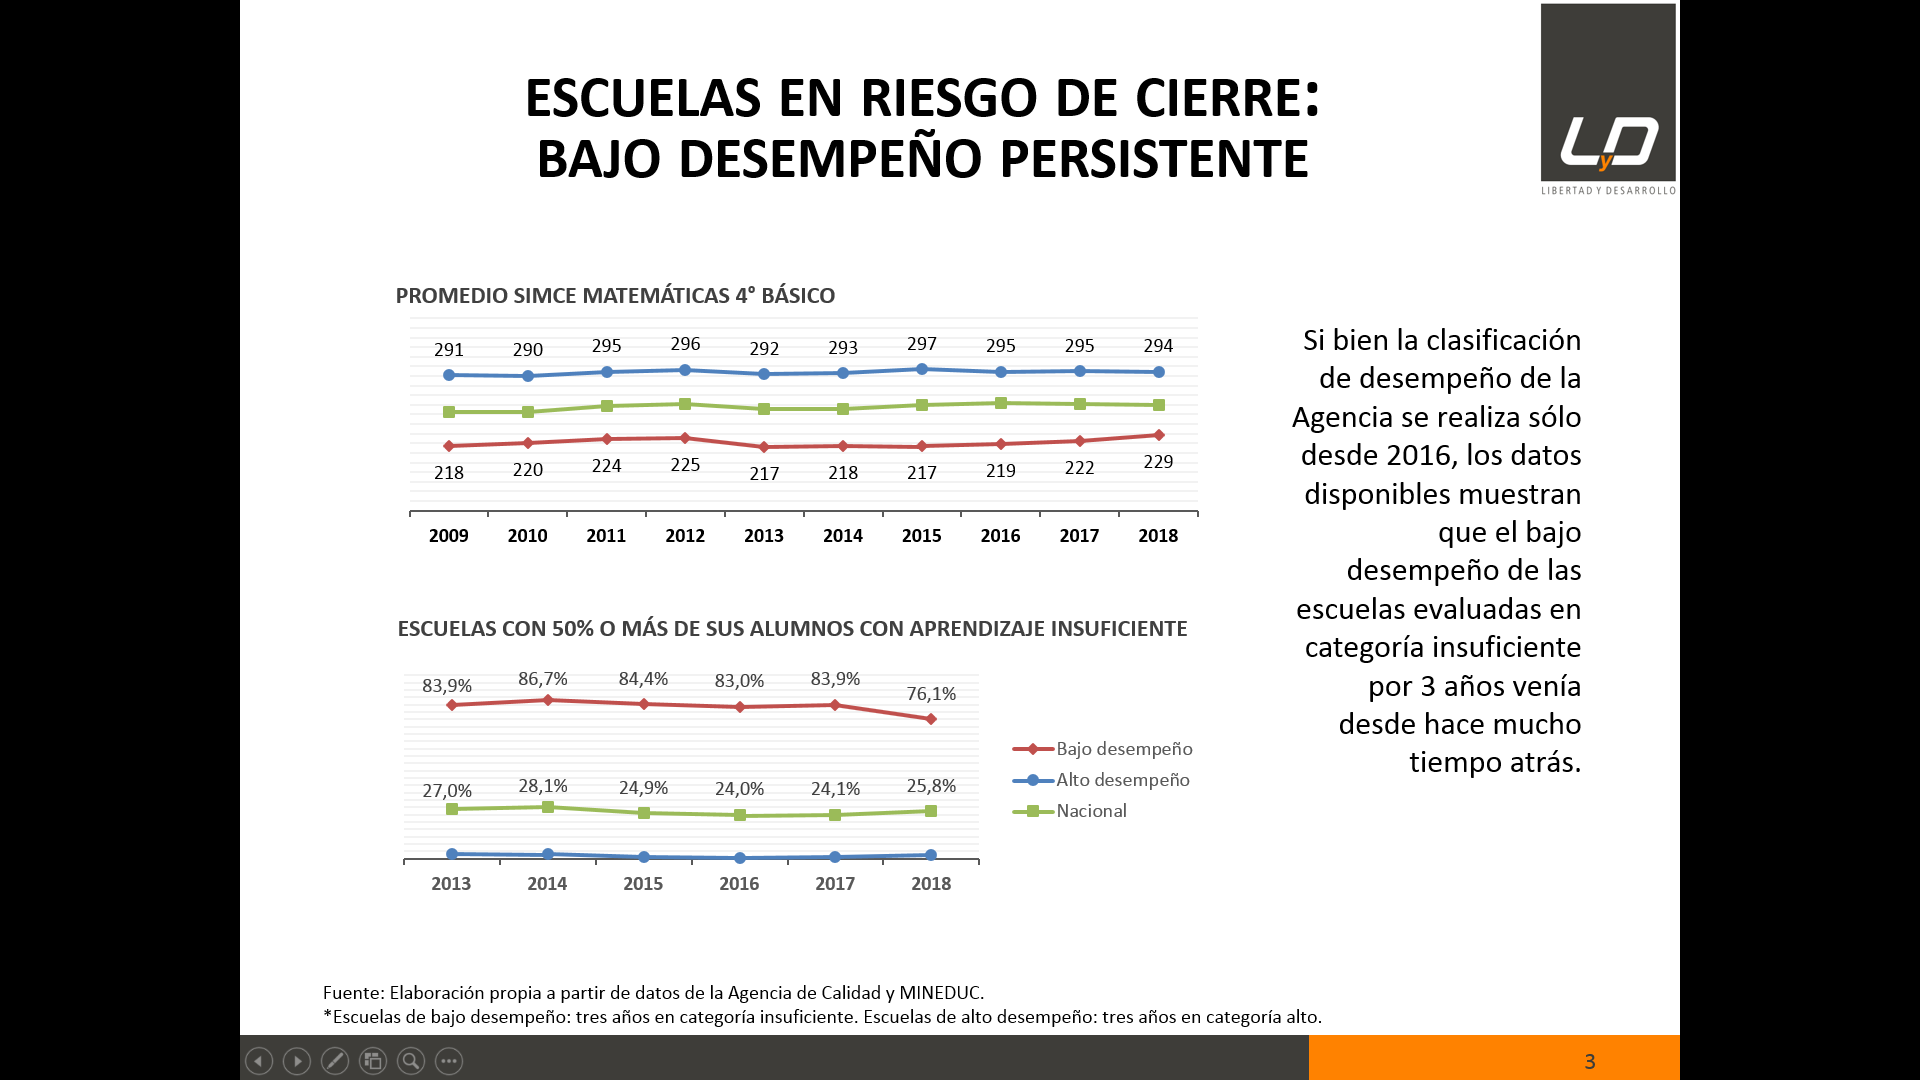 ESCUELAS EN RIESGO DE CIERRE:
BAJO DESEMPEÑO PERSISTENTE
LyD
LIBERTAD Y DESARROLLO
PROMEDIO SIMCE MATEMÁTICAS 4° BÁSICO
291 290 295 296 292 293 297 295 295 294
218 220 224 225 217 218 217 219 222 229
2009 2010 2011 2012 2013 2014 2015 2016 2017 2018
Si bien la clasificación
de desempeño de la
Agencia se realiza sólo
desde 2016, los datos
disponibles muestran
que el bajo
desempeño de las
escuelas evaluadas en
categoría insuficiente
por 3 años venía
desde hace mucho
tiempo atrás.
ESCUELAS CON 50% O MÁS DE SUS ALUMNOS CON APRENDIZAJE INSUFICIENTE
83,9% 86,7% 84,4% 83,0% 83,9% 76,1%
27,0% 28,1% 24,9% 24,0% 24,1% 25,8%
2013 2014 2015 2016 2017 2018
Bajo desempeño
Alto desempeño
Nacional
Fuente: Elaboración propia a partir de datos de la Agencia de Calidad y MINEDUC.
*Escuelas de bajo desempeño: tres años en categoría insuficiente. Escuelas de alto desempeño: tres años en categoría alto.
3